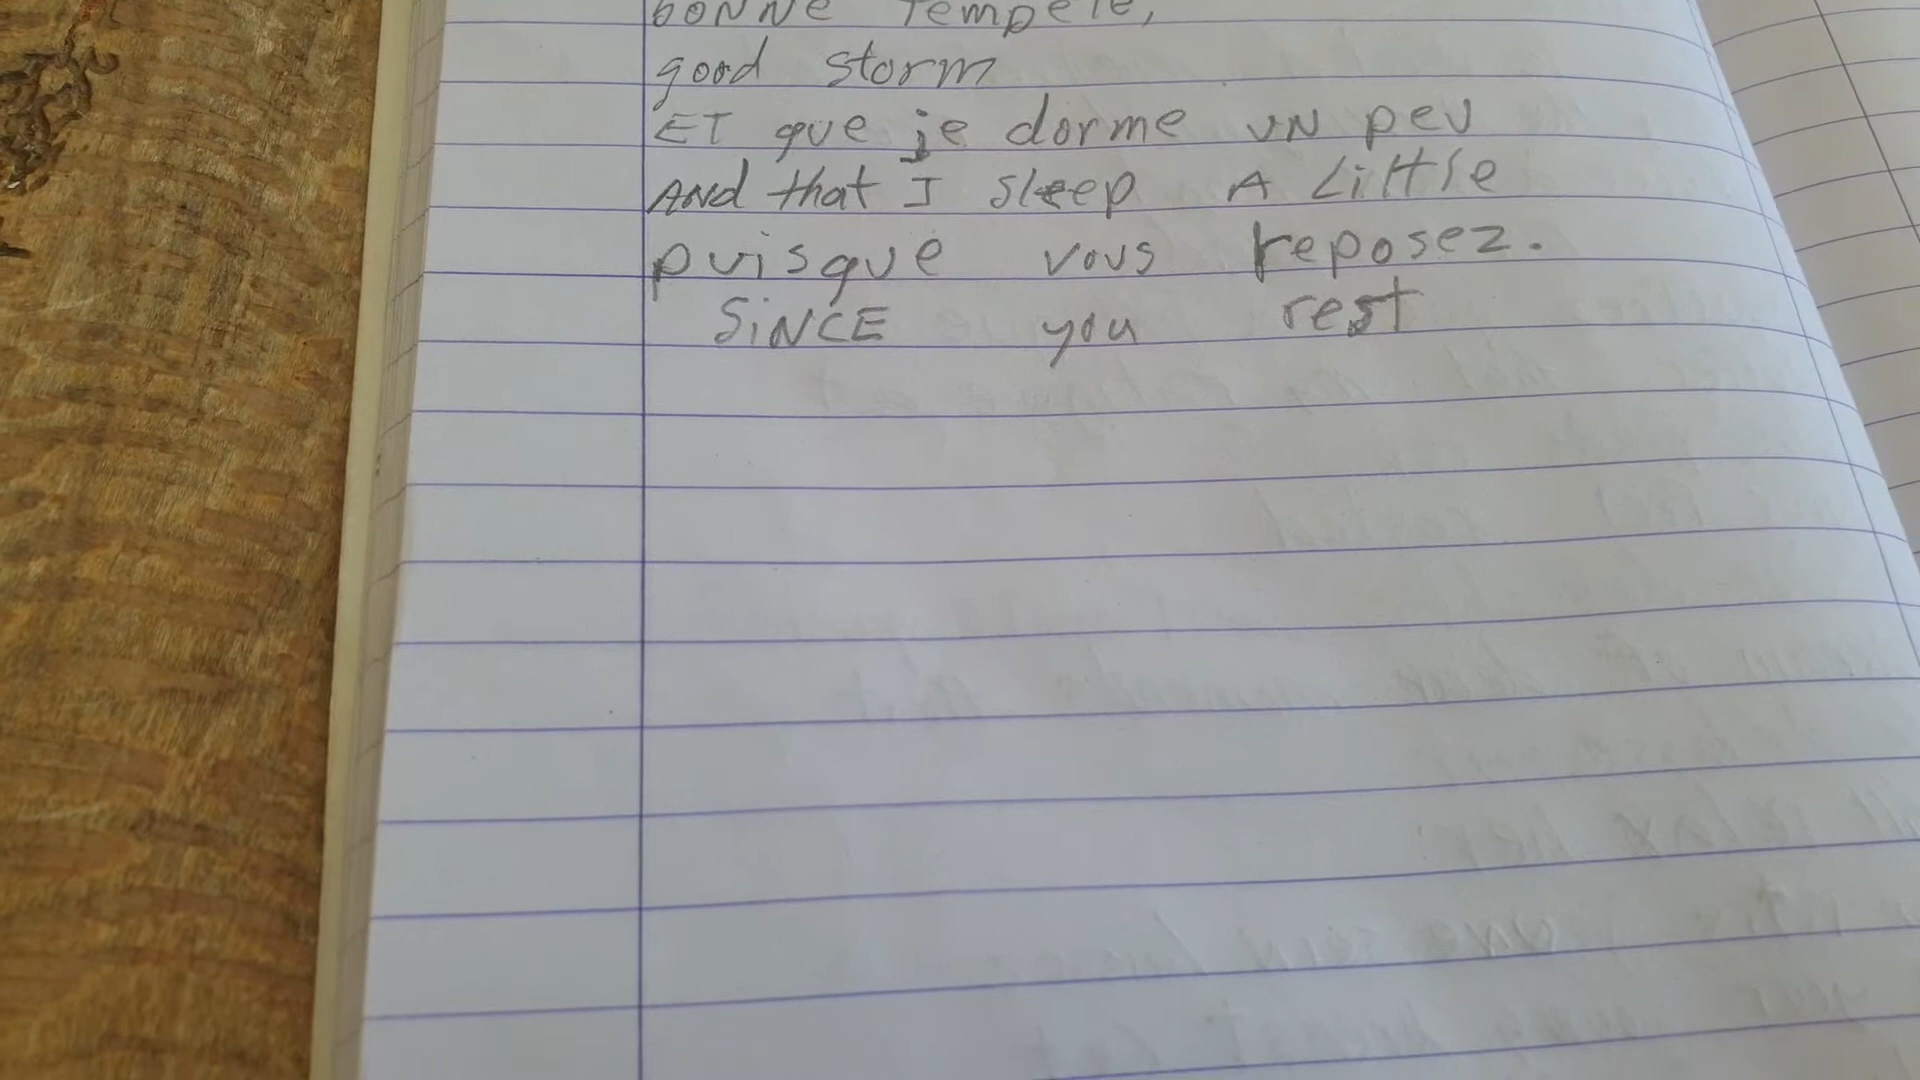 bonne tempete,
good storm
ET que je dorme un peu
And that I sleep A Little
puisque vous reposez.
SiNCE you rest